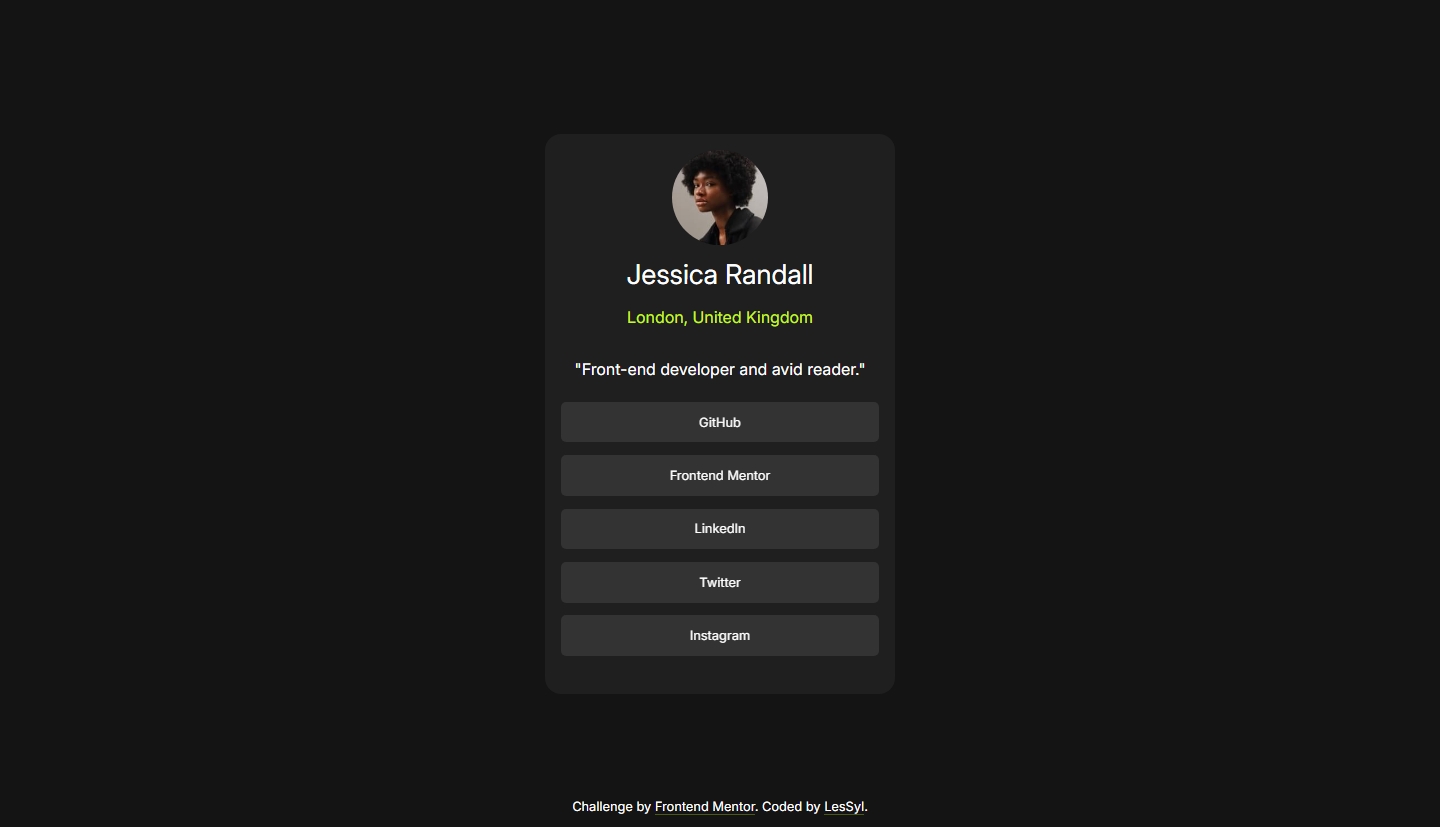 Jessica Randall
London, United Kingdom
"Front-end developer and avid reader."
GitHub
Frontend Mentor
LinkedIn
Twitter
Instagram
Challenge by Frontend Mentor. Coded by LesSyl.